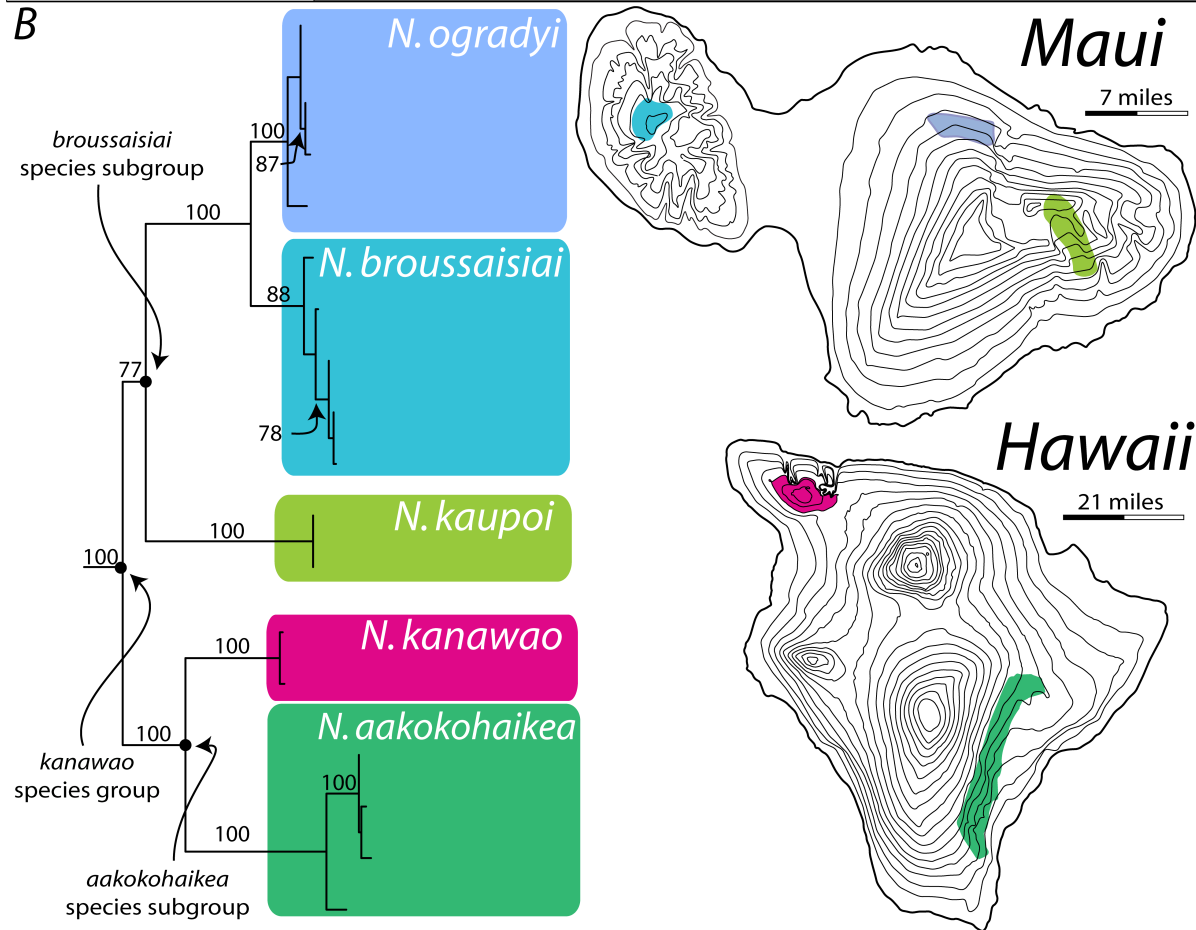 B
N. ogradyi
Maui
7 miles
100
87
broussaisiai
species subgroup
100
N. broussaisiai
88
77
78
Hawaii
21 miles
N. kaupoi
100
100
N. kanawao
100
N. aakokohaikea
100
kanawao
species group
100
100
aakokohaikea
species subgroup